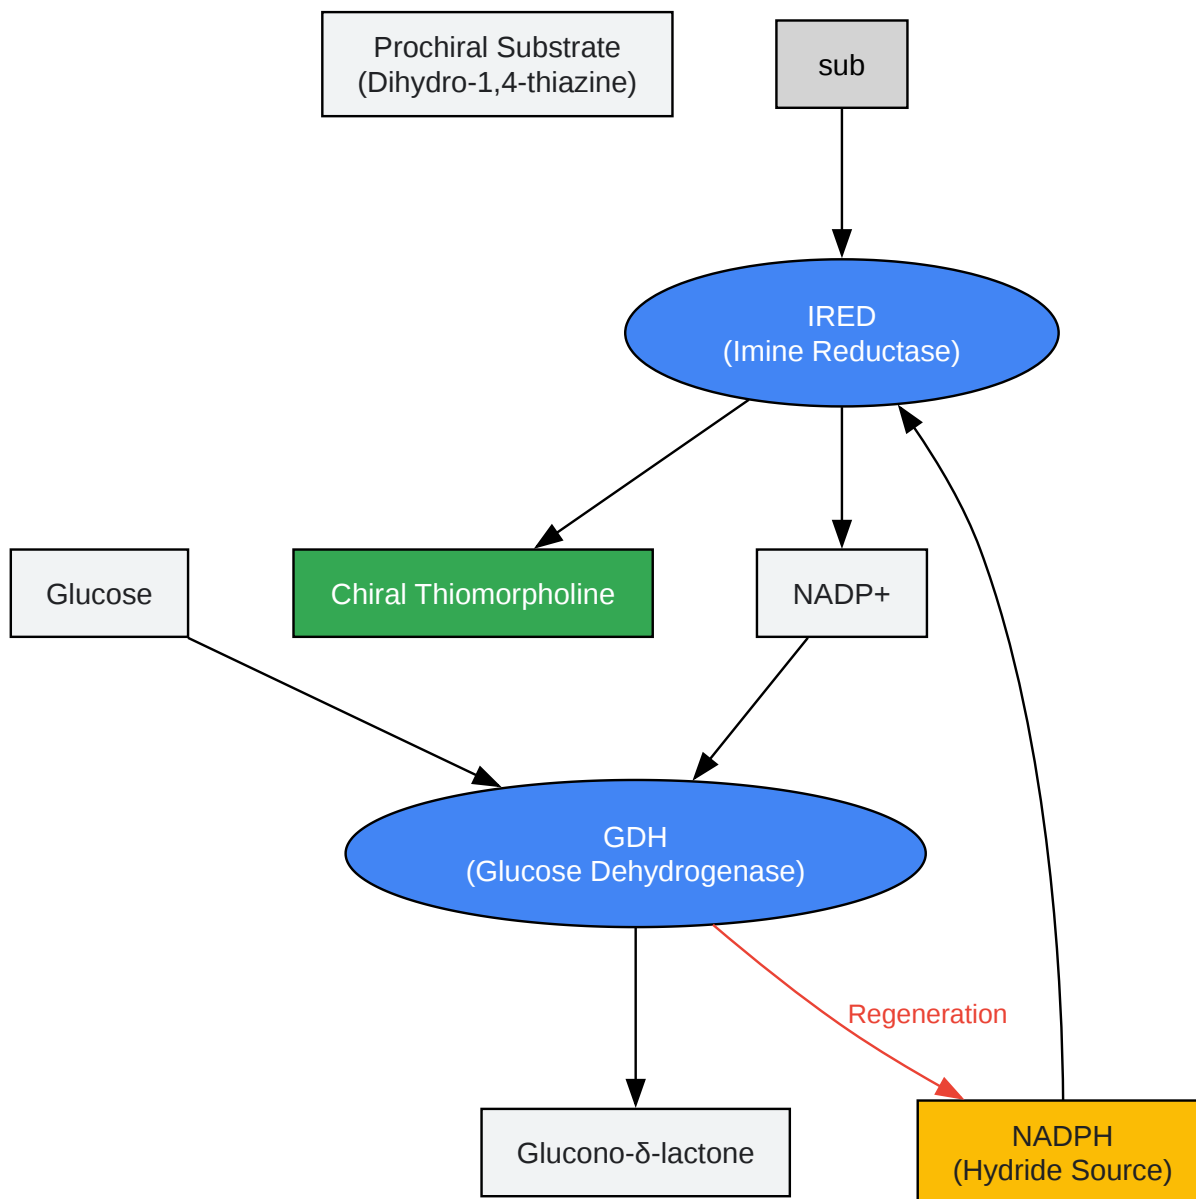 Prochiral Substrate
(Dihydro-1,4-thiazine)
sub
IRED
(Imine Reductase)
Glucose
Chiral Thiomorpholine
NADP+
GDH
(Glucose Dehydrogenase)
Regeneration
Glucono-δ-lactone
NADPH
(Hydride Source)